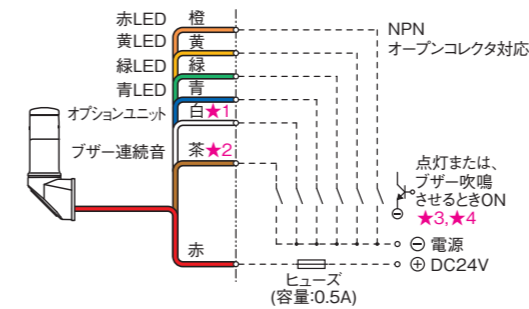 赤LED 橙
黄LED 黄
緑LED 緑
青LED 青
オプションユニット 白★1
ブザー連続音 茶★2
赤
NPN
オープンコレクタ対応
点灯または、
ブザー吹鳴
させるときON
★3,★4
⊖
⊖ 電源
⊕ DC24V
ヒューズ
(容量:0.5A)